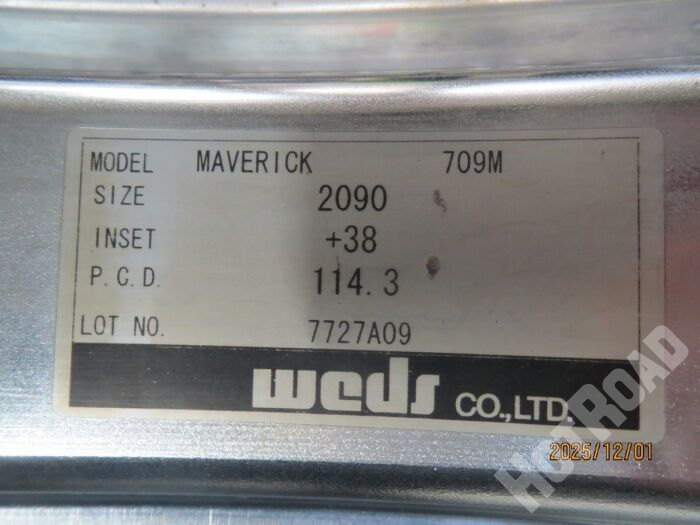 MODEL MAVERICK 709M
SIZE 2090
INSET +38
P.C.D. 114.3
LOT NO. 7727A09
weds CO.,LTD.
2025/12/01
HOTROAD